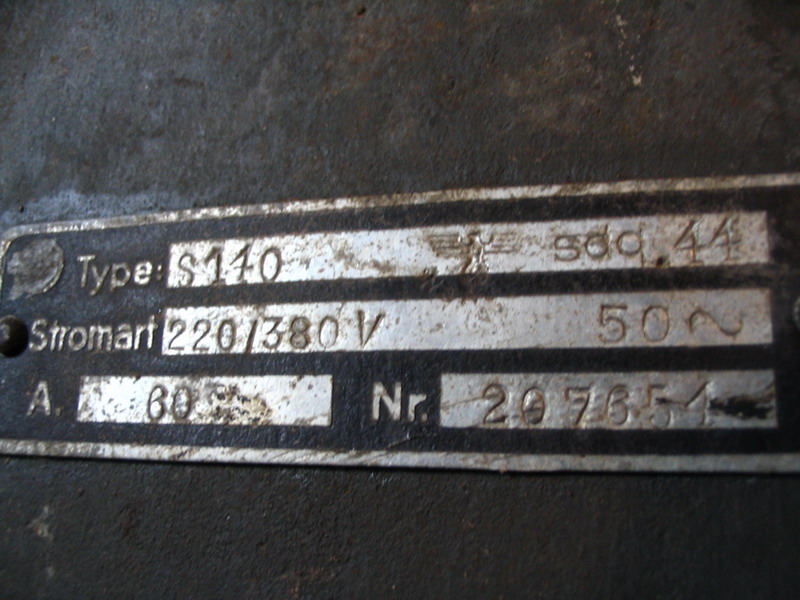 Type: S140 sdq 44
Stromart 220/380 V 50~
A. 60 Nr. 207651